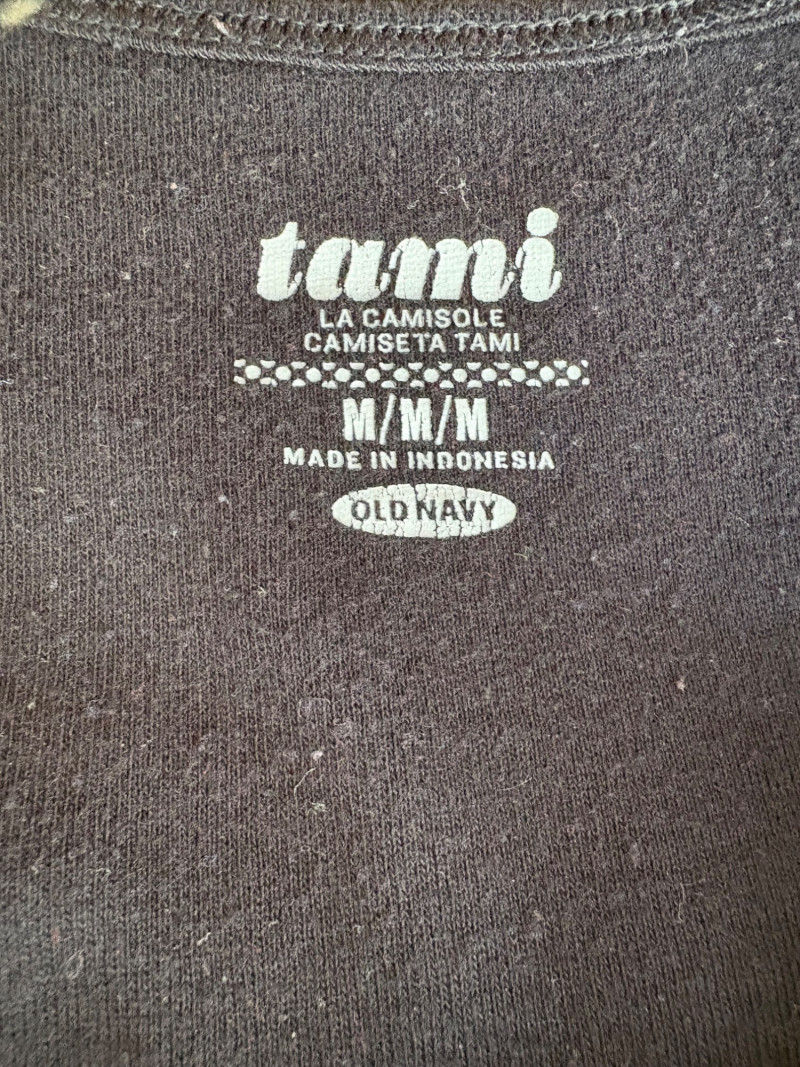 tami
LA CAMISOLE
CAMISETA TAMI
M/M/M
MADE IN INDONESIA
OLD NAVY